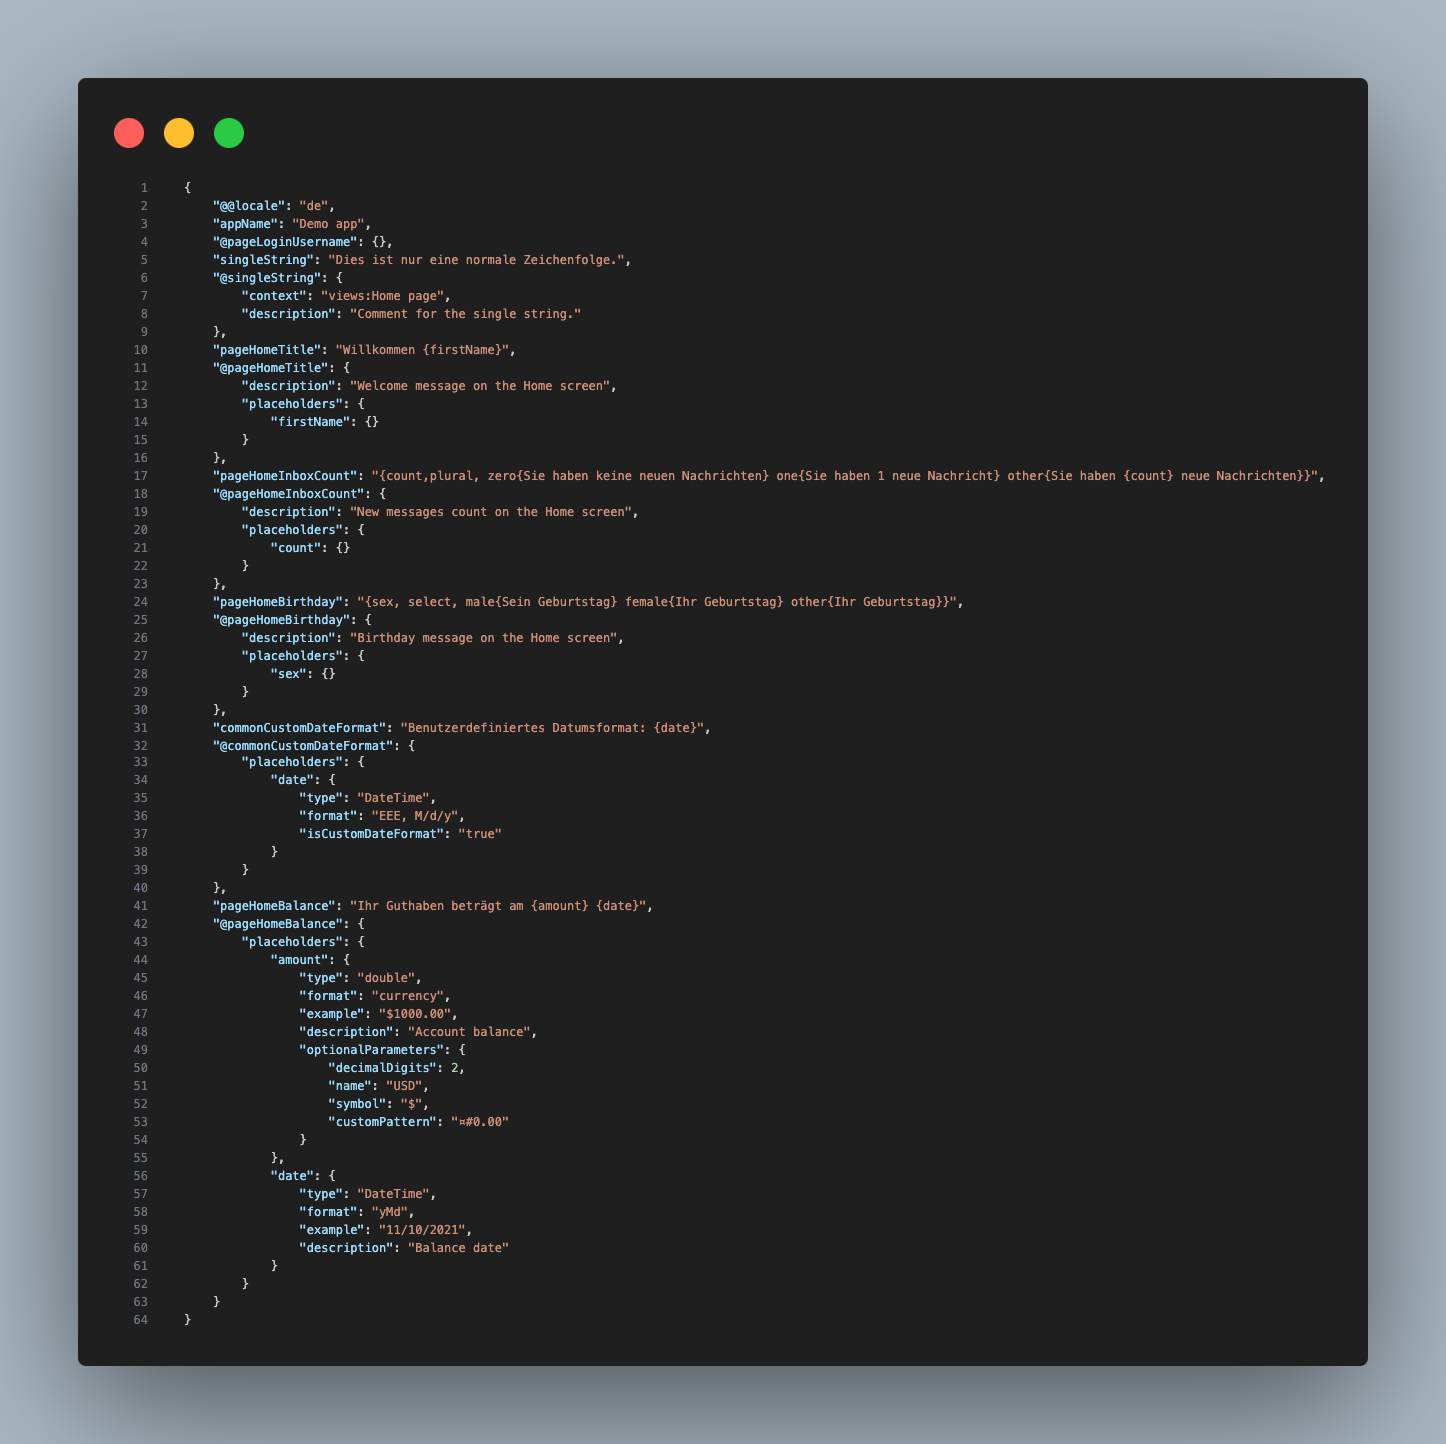 1 {
2 "@@locale": "de",
3 "appName": "Demo app",
4 "@pageLoginUsername": {},
5 "singleString": "Dies ist nur eine normale Zeichenfolge.",
6 "@singleString": {
7 "context": "views:Home page",
8 "description": "Comment for the single string."
9 },
10 "pageHomeTitle": "Willkommen {firstName}",
11 "@pageHomeTitle": {
12 "description": "Welcome message on the Home screen",
13 "placeholders": {
14 "firstName": {}
15 }
16 },
17 "pageHomeInboxCount": "{count,plural, zero{Sie haben keine neuen Nachrichten} one{Sie haben 1 neue Nachricht} other{Sie haben {count} neue Nachrichten}}",
18 "@pageHomeInboxCount": {
19 "description": "New messages count on the Home screen",
20 "placeholders": {
21 "count": {}
22 }
23 },
24 "pageHomeBirthday": "{sex, select, male{Sein Geburtstag} female{Ihr Geburtstag} other{Ihr Geburtstag}}",
25 "@pageHomeBirthday": {
26 "description": "Birthday message on the Home screen",
27 "placeholders": {
28 "sex": {}
29 }
30 },
31 "commonCustomDateFormat": "Benutzerdefiniertes Datumsformat: {date}",
32 "@commonCustomDateFormat": {
33 "placeholders": {
34 "date": {
35 "type": "DateTime",
36 "format": "EEE, M/d/y",
37 "isCustomDateFormat": "true"
38 }
39 }
40 },
41 "pageHomeBalance": "Ihr Guthaben beträgt am {amount} {date}",
42 "@pageHomeBalance": {
43 "placeholders": {
44 "amount": {
45 "type": "double",
46 "format": "currency",
47 "example": "$1000.00",
48 "description": "Account balance",
49 "optionalParameters": {
50 "decimalDigits": 2,
51 "name": "USD",
52 "symbol": "$",
53 "customPattern": "¤#0.00"
54 }
55 },
56 "date": {
57 "type": "DateTime",
58 "format": "yMd",
59 "example": "11/10/2021",
60 "description": "Balance date"
61 }
62 }
63 }
64 }